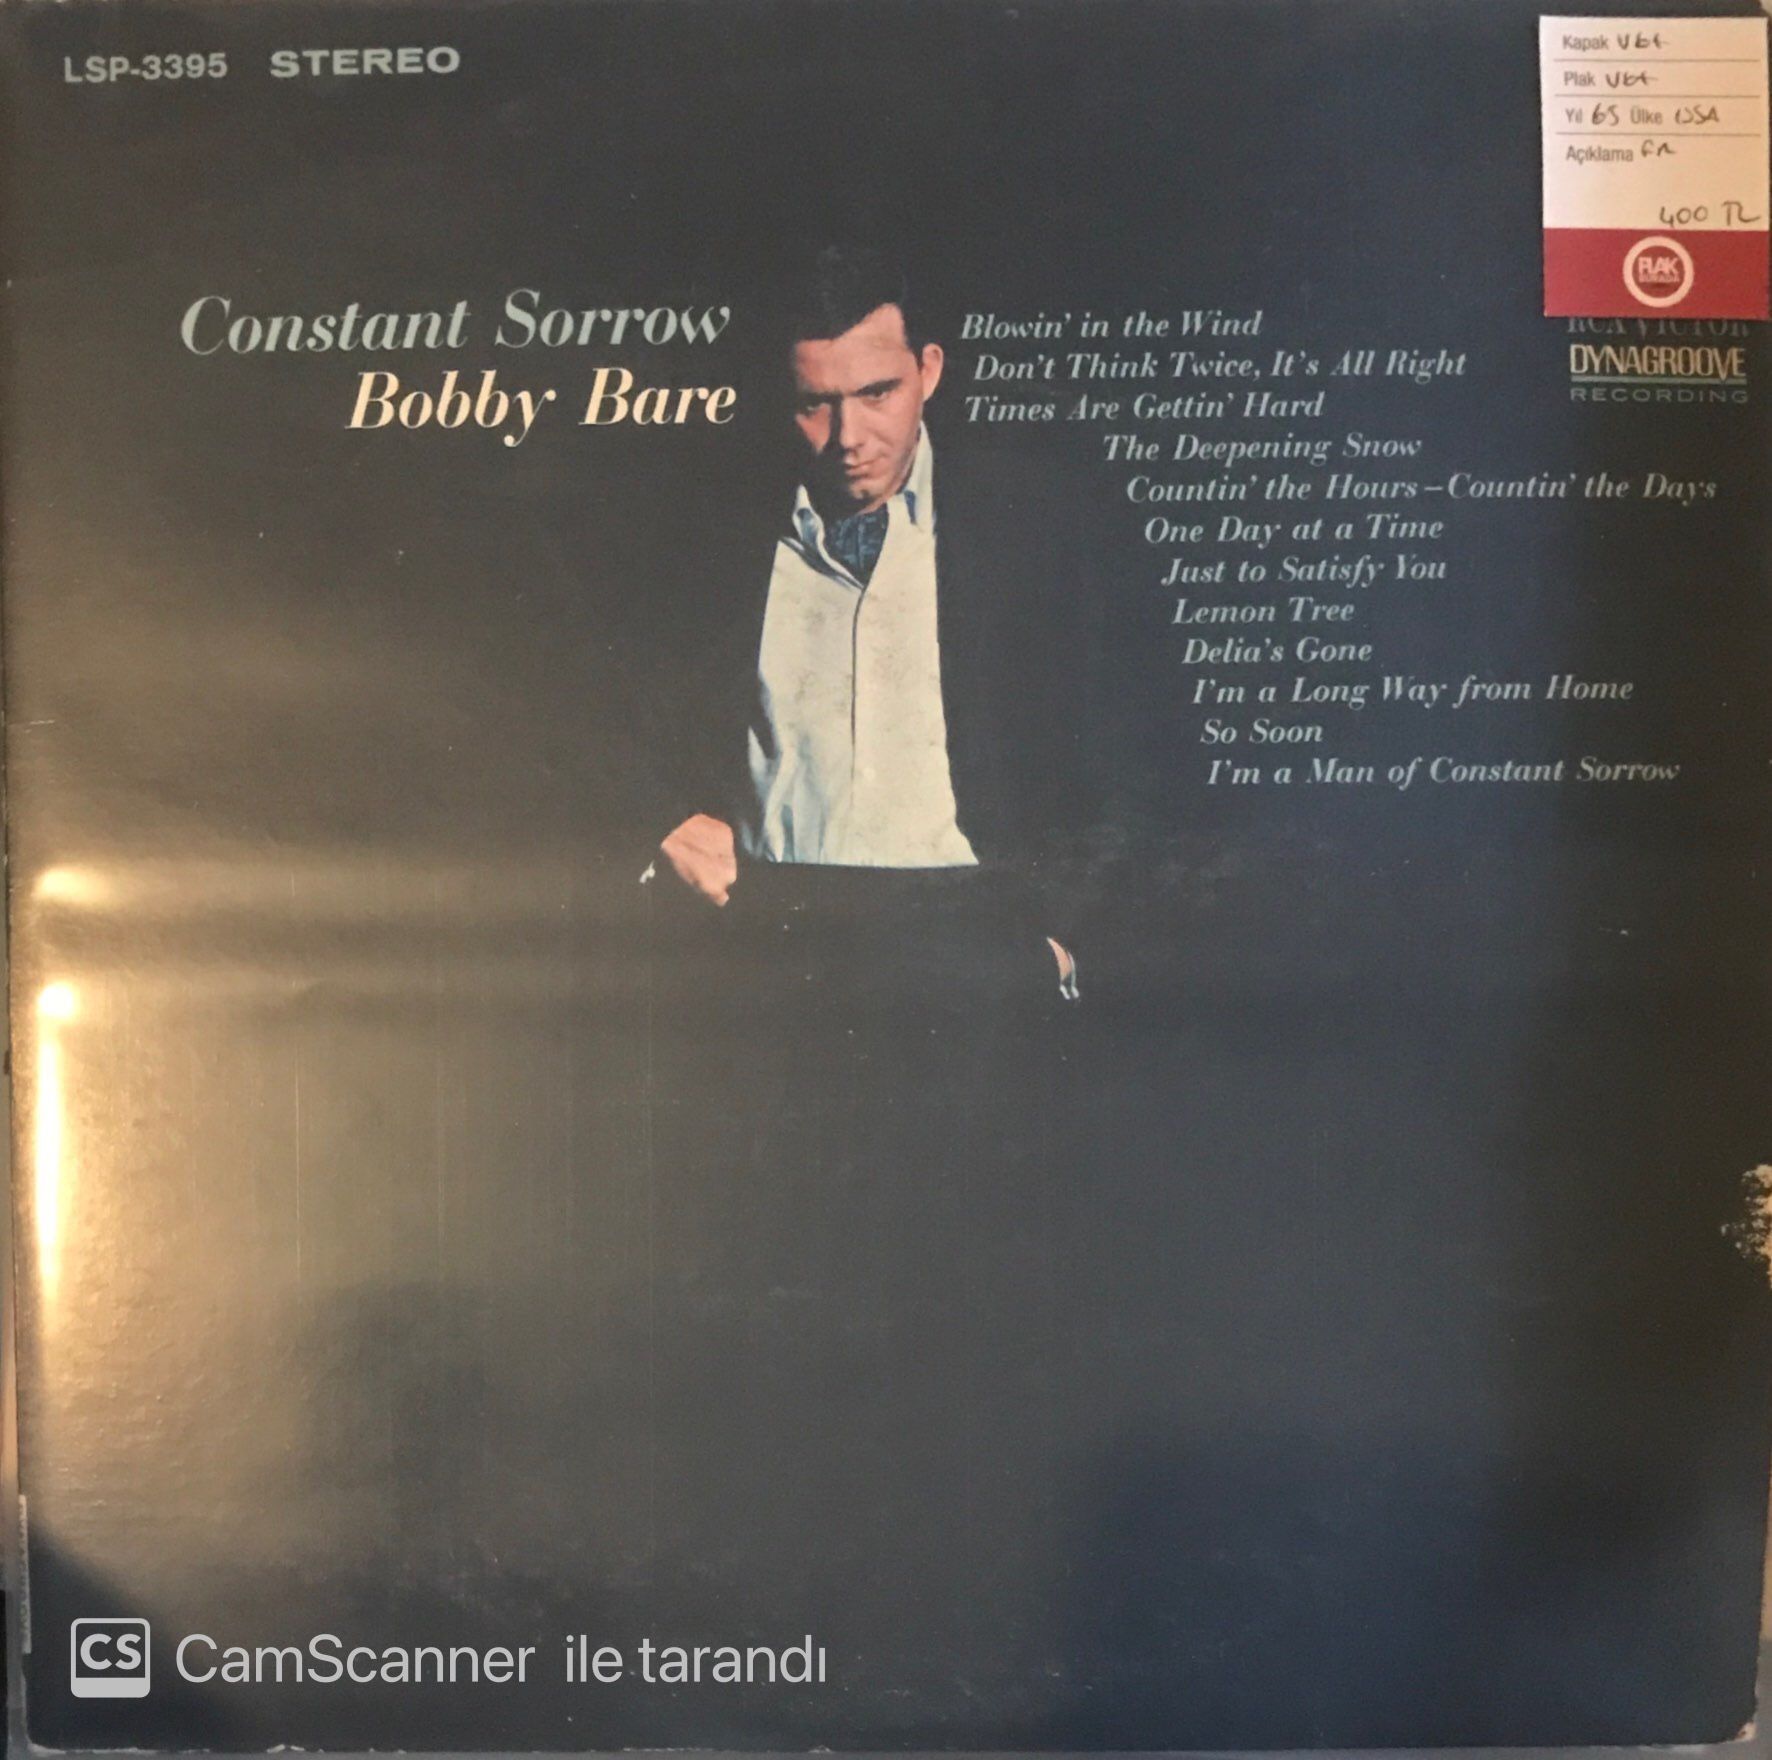 LSP-3395 STEREO
Kapak Vb+
Plak Vb+
Yıl 65 Ülke USA
Açıklama
400 TL
PLAK
RCA VICTOR
DYNAGROOVE
RECORDING
Constant Sorrow
Bobby Bare
Blowin' in the Wind
Don't Think Twice, It's All Right
Times Are Gettin' Hard
The Deepening Snow
Countin' the Hours–Countin' the Days
One Day at a Time
Just to Satisfy You
Lemon Tree
Delia's Gone
I'm a Long Way from Home
So Soon
I'm a Man of Constant Sorrow
CS CamScanner ile tarandı